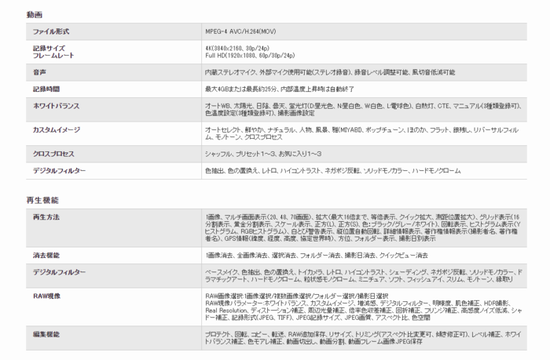 動画
ファイル形式
MPEG-4 AVC/H.264(MOV)
記録サイズ
フレームレート
4K(3840x2160、30p/24p)
Full HD(1920x1080、60p/30p/24p)
音声
内蔵ステレオマイク、外部マイク使用可能(ステレオ録音)、録音レベル調整可能、風切音低減可能
記録時間
最大4GBまたは最長約25分、内部温度上昇時は自動終了
ホワイトバランス
オートWB、太陽光、日陰、曇天、蛍光灯(D:昼光色、N:昼白色、W:白色、L:電球色)、白熱灯、CTE、マニュアル(3種類登録可)、
色温度設定(3種類登録可)、撮影画像設定
カスタムイメージ
オートセレクト、鮮やか、ナチュラル、人物、風景、雅(MIYABI)、ポップチューン、ほのか、フラット、銀残し、リバーサルフィル
ム、モノトーン、クロスプロセス
クロスプロセス
シャッフル、プリセット1~3、お気に入り1~3
デジタルフィルター
色抽出、色の置換え、レトロ、ハイコントラスト、ネガポジ反転、ソリッドモノカラー、ハードモノクローム
再生機能
再生方法
1画像、マルチ画面表示(20、48、70画面)、拡大(最大16倍まで、等倍表示、クイック拡大、測距位置拡大)、グリッド表示(16
分割表示、黄金分割表示、スケール表示、正方(L)、正方(S)、色:ブラック/グレー/ホワイト)、回転表示、ヒストグラム表示(Yヒ
ストグラム、RGBヒストグラム)、白とび警告表示、縦位置自動回転、詳細情報表示、著作権情報表示(撮影者名、著作権
者名)、GPS情報(緯度、経度、高度、協定世界時)、方位、フォルダー表示、撮影日別表示
消去機能
1画像消去、全画像消去、選択消去、フォルダー消去、撮影日消去、クイックビュー消去
デジタルフィルター
ベースメイク、色抽出、色の置換え、トイカメラ、レトロ、ハイコントラスト、シェーディング、ネガポジ反転、ソリッドモノカラー、ド
ラマチックアート、ハードモノクローム、粒状感モノクローム、ミニチュア、ソフト、フィッシュアイ、スリム、モノトーン、縁取り
RAW現像
RAW画像選択:1画像選択/複数画像選択/フォルダー選択/撮影日選択
RAW現像パラメーター:ホワイトバランス、カスタムイメージ、増減感、デジタルフィルター、明瞭度、肌色補正、HDR撮影、
Real Resolution、ディストーション補正、周辺光量補正、倍率色収差補正、回折補正、フリンジ補正、高感度ノイズ低減、シャ
ドー補正、記録形式(JPEG、TIFF)、JPEG記録サイズ、JPEG画質、アスペクト比、色空間
編集機能
プロテクト、回転、コピー、転送、RAW追加保存、リサイズ、トリミング(アスペクト比変更可、傾き修正可)、レベル補正、ホワイ
トバランス補正、色モアレ補正、動画切出し、動画分割、動画フレーム画像JPEG保存